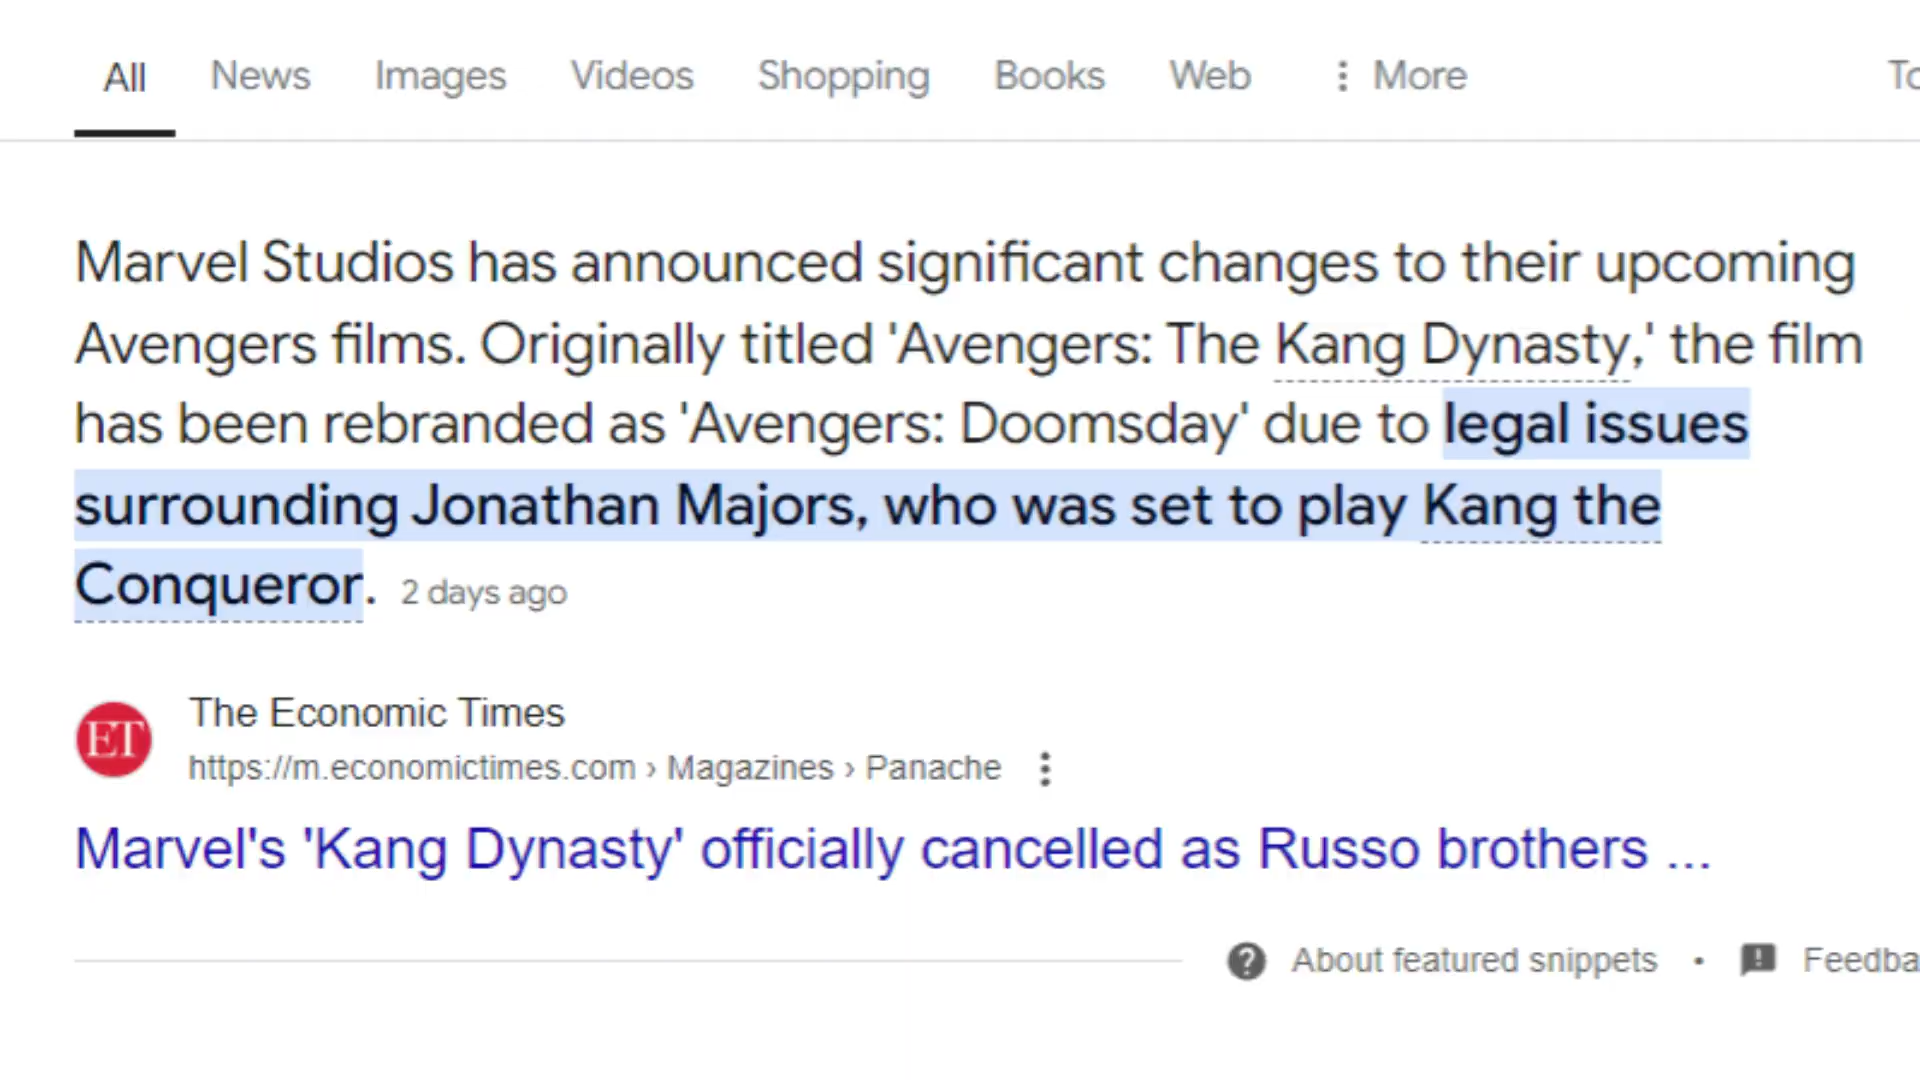 All News Images Videos Shopping Books Web More To
Marvel Studios has announced significant changes to their upcoming
Avengers films. Originally titled 'Avengers: The Kang Dynasty,' the film
has been rebranded as 'Avengers: Doomsday' due to legal issues
surrounding Jonathan Majors, who was set to play Kang the
Conqueror. 2 days ago
ET
The Economic Times
https://m.economictimes.com › Magazines › Panache
Marvel's 'Kang Dynasty' officially cancelled as Russo brothers ...
About featured snippets • Feedba